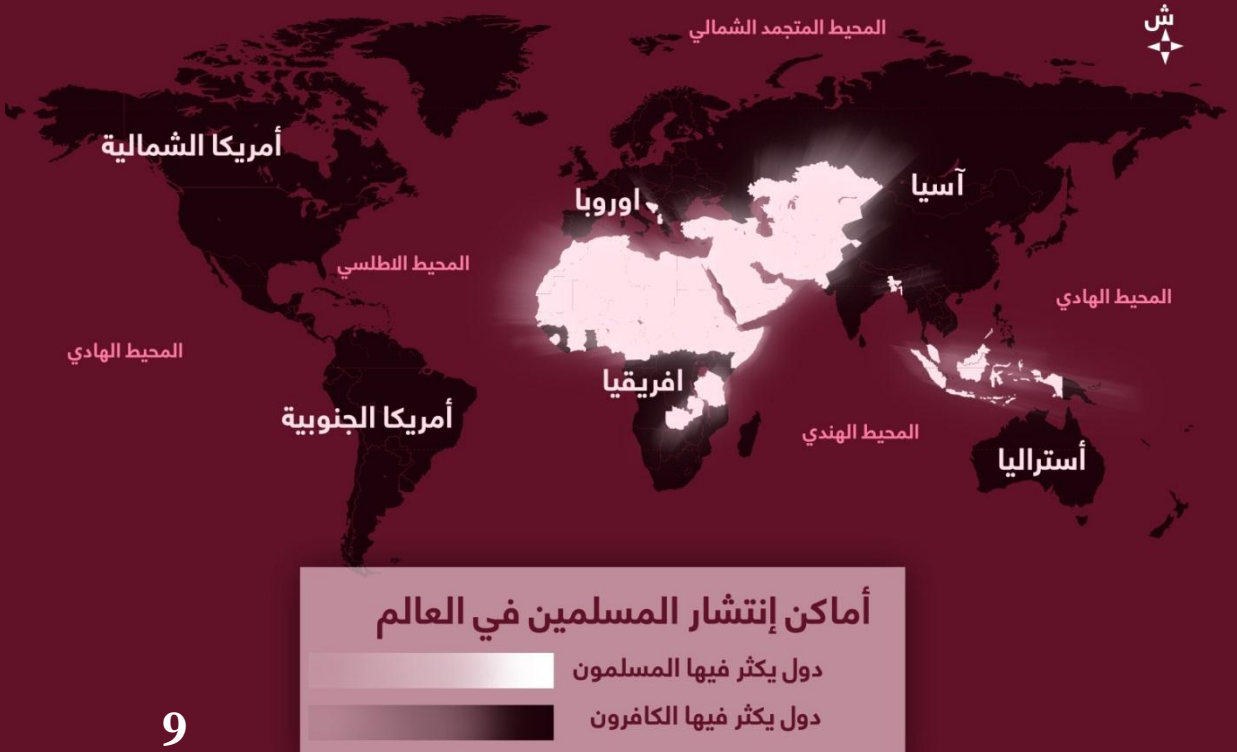 ش
المحيط المتجمد الشمالي
أمريكا الشمالية
آسيا
اوروبا
المحيط الاطلسي
المحيط الهادي
المحيط الهادي
افريقيا
أمريكا الجنوبية
المحيط الهندي
أستراليا
أماكن إنتشار المسلمين في العالم
دول يكثر فيها المسلمون
دول يكثر فيها الكافرون
9